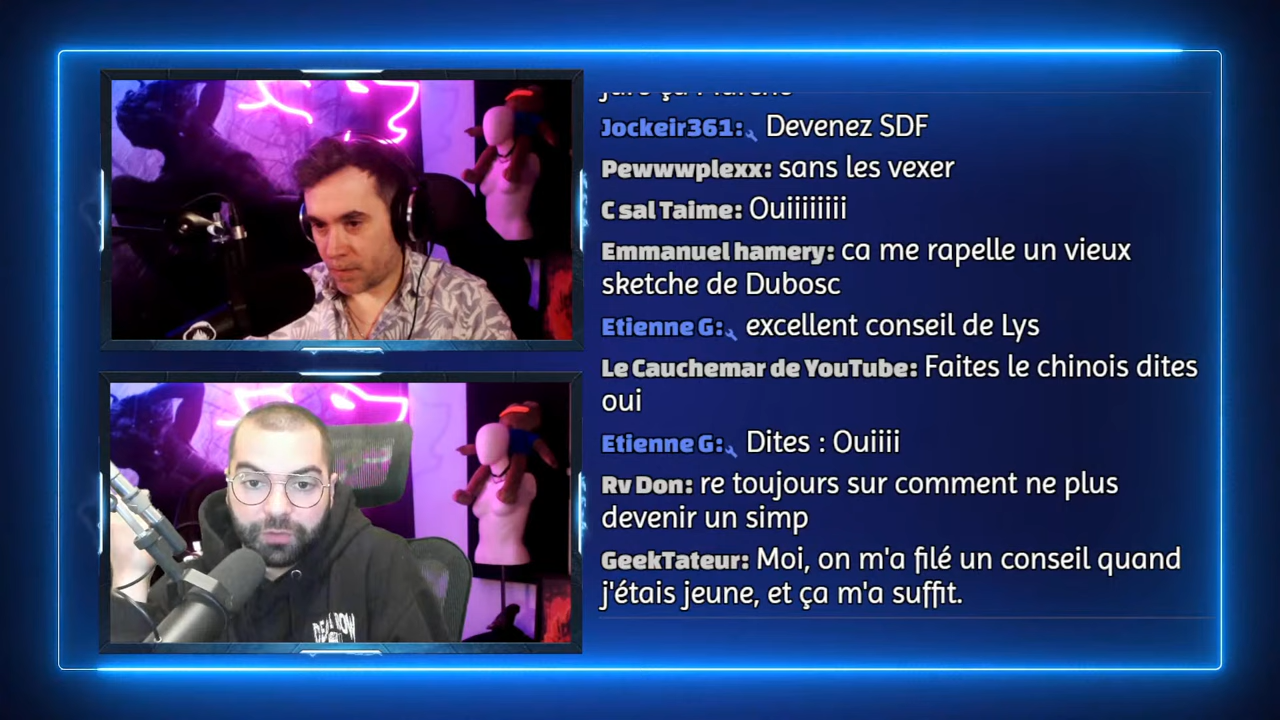 Jockeir361: Devenez SDF
Pewwwplexx: sans les vexer
C sal Taime: Ouiiiiiiii
Emmanuel hamery: ca me rapelle un vieux
sketche de Dubosc
Etienne G: excellent conseil de Lys
Le Cauchemar de YouTube: Faites le chinois dites
oui
Etienne G: Dites : Ouiiii
Rv Don: re toujours sur comment ne plus
devenir un simp
GeekTateur: Moi, on m'a filé un conseil quand
j'étais jeune, et ça m'a suffit.